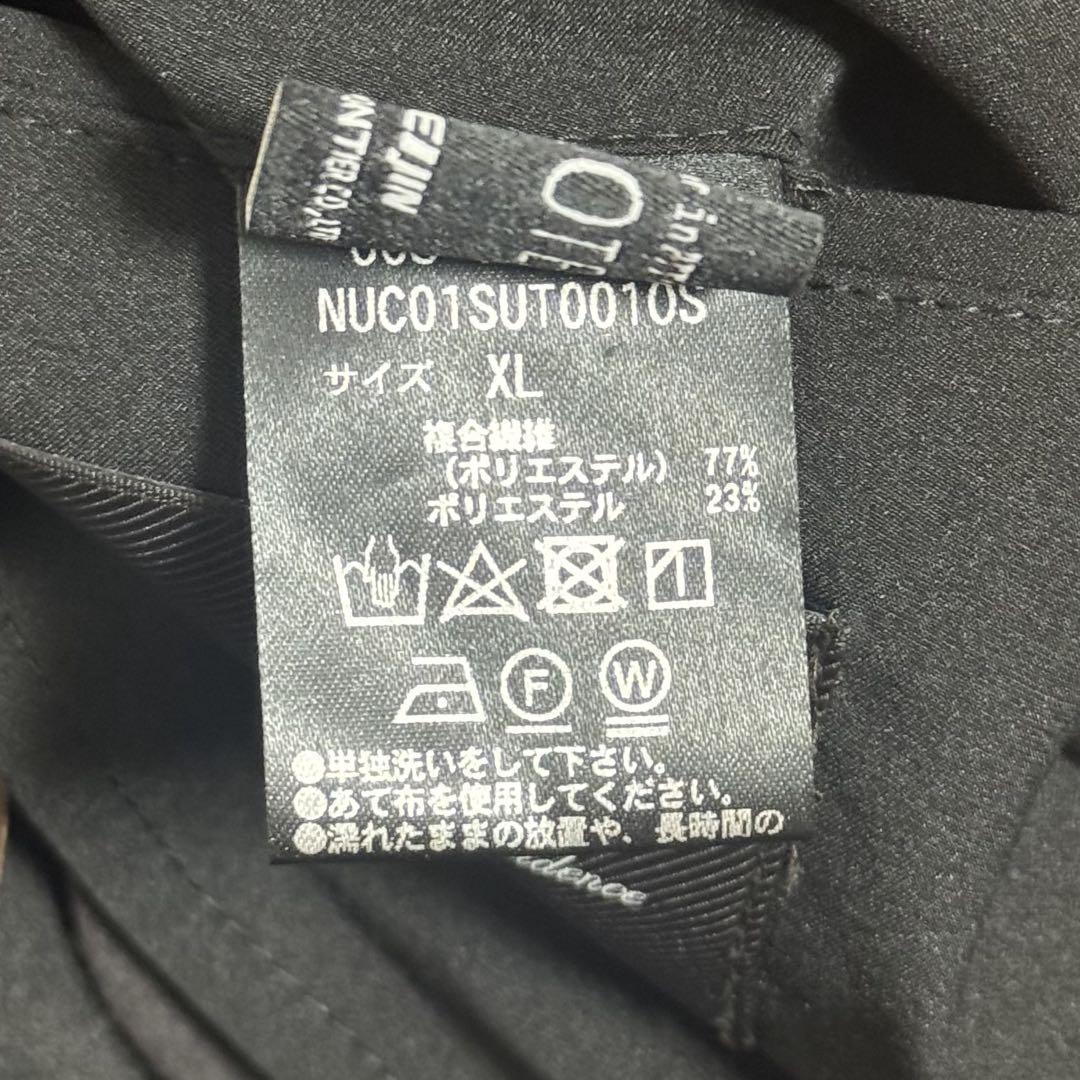 NUC01SUT0010S
サイズ XL
複合繊維
(ポリエステル) 77%
ポリエステル 23%
F W
●単独洗いをして下さい。
●あて布を使用してください。
●濡れたままの放置や、長時間の